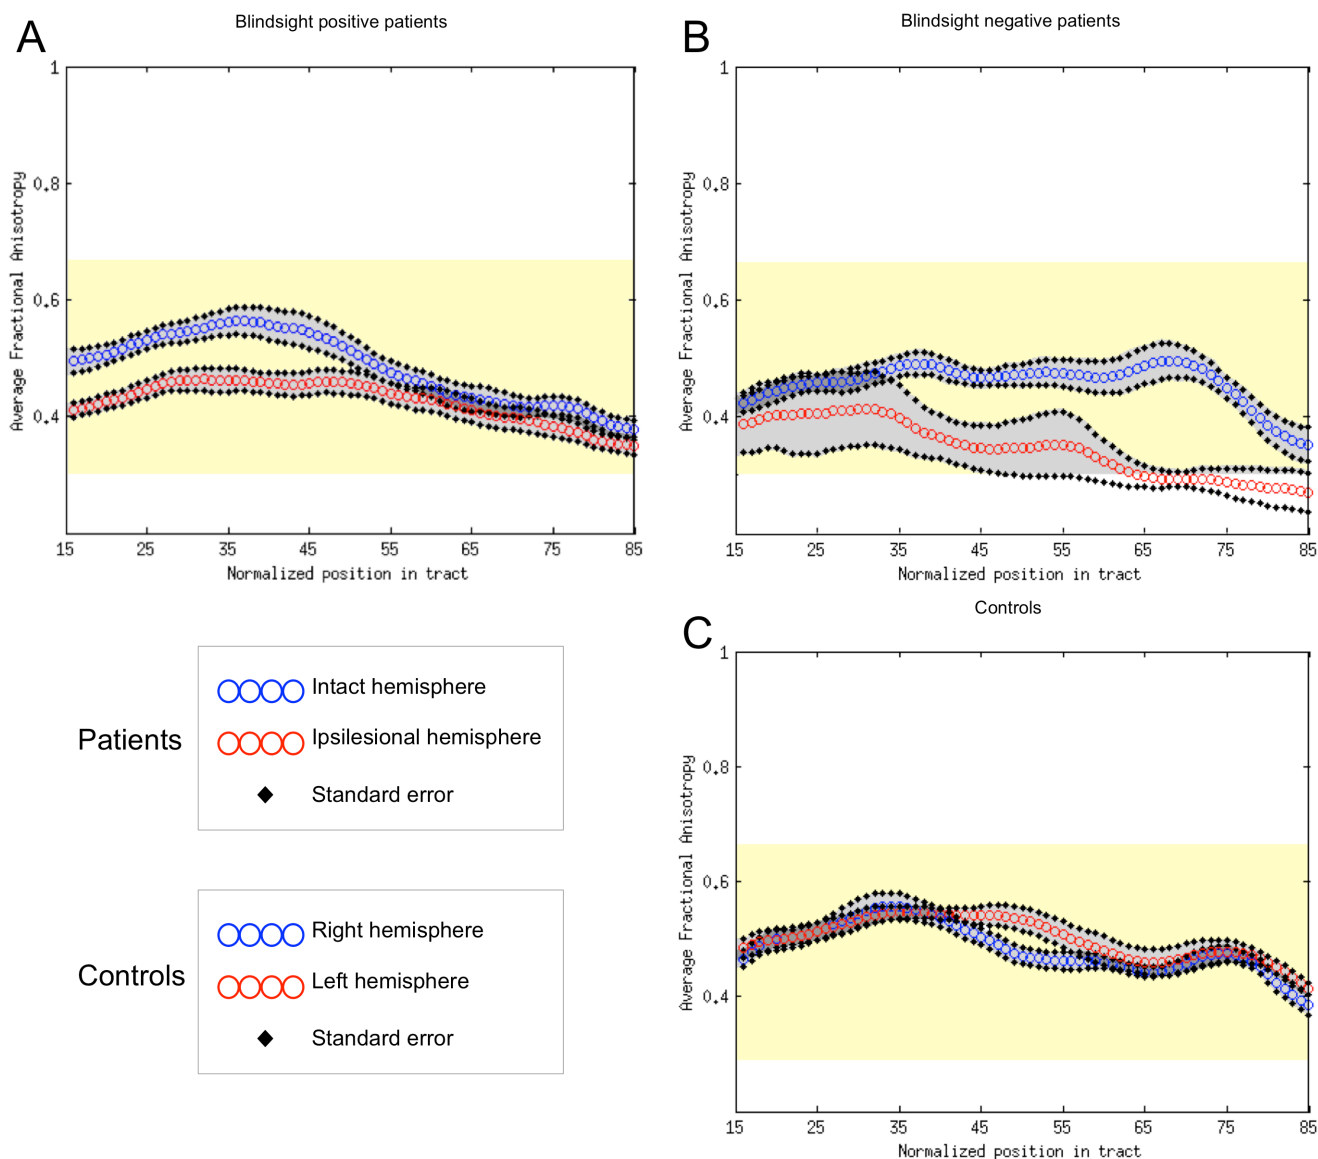 Blindsight positive patients
A
1
0.8
0.6
0.4
Average Fractional Anisotropy
15 25 35 45 55 65 75 85
Normalized position in tract
Blindsight negative patients
B
1
0.8
0.6
0.4
Average Fractional Anisotropy
15 25 35 45 55 65 75 85
Normalized position in tract
Patients
Intact hemisphere
Ipsilesional hemisphere
Standard error
Controls
Right hemisphere
Left hemisphere
Standard error
Controls
C
1
0.8
0.6
0.4
Average Fractional Anisotropy
15 25 35 45 55 65 75 85
Normalized position in tract